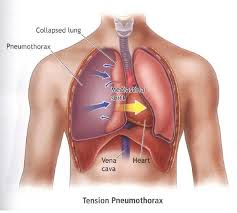 Collapsed lung
Pneumothorax
Mediastinal
shift
Vena
cava
Heart
Tension Pneumothorax